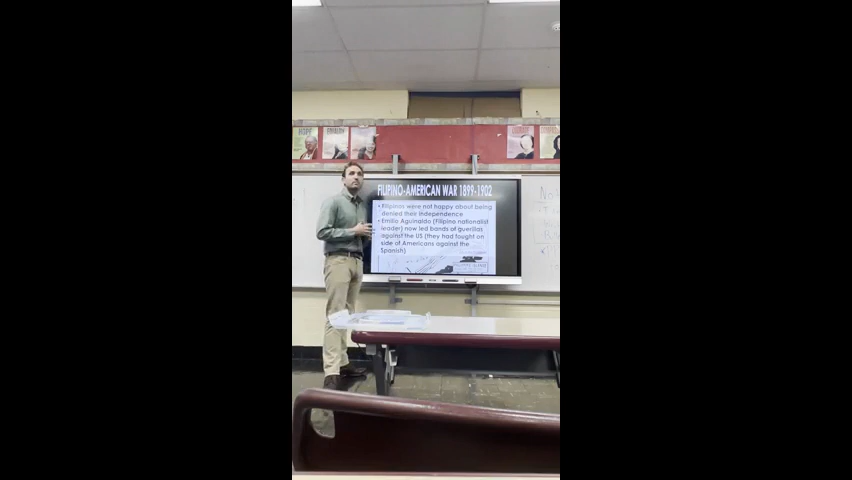 FILIPINO-AMERICAN WAR 1899-1902
• Filipinos were not happy about being
denied their independence
• Emilio Aguinaldo (Filipino nationalist
leader) now led bands of guerillas
against the US (they had fought on
side of Americans against the
Spanish)